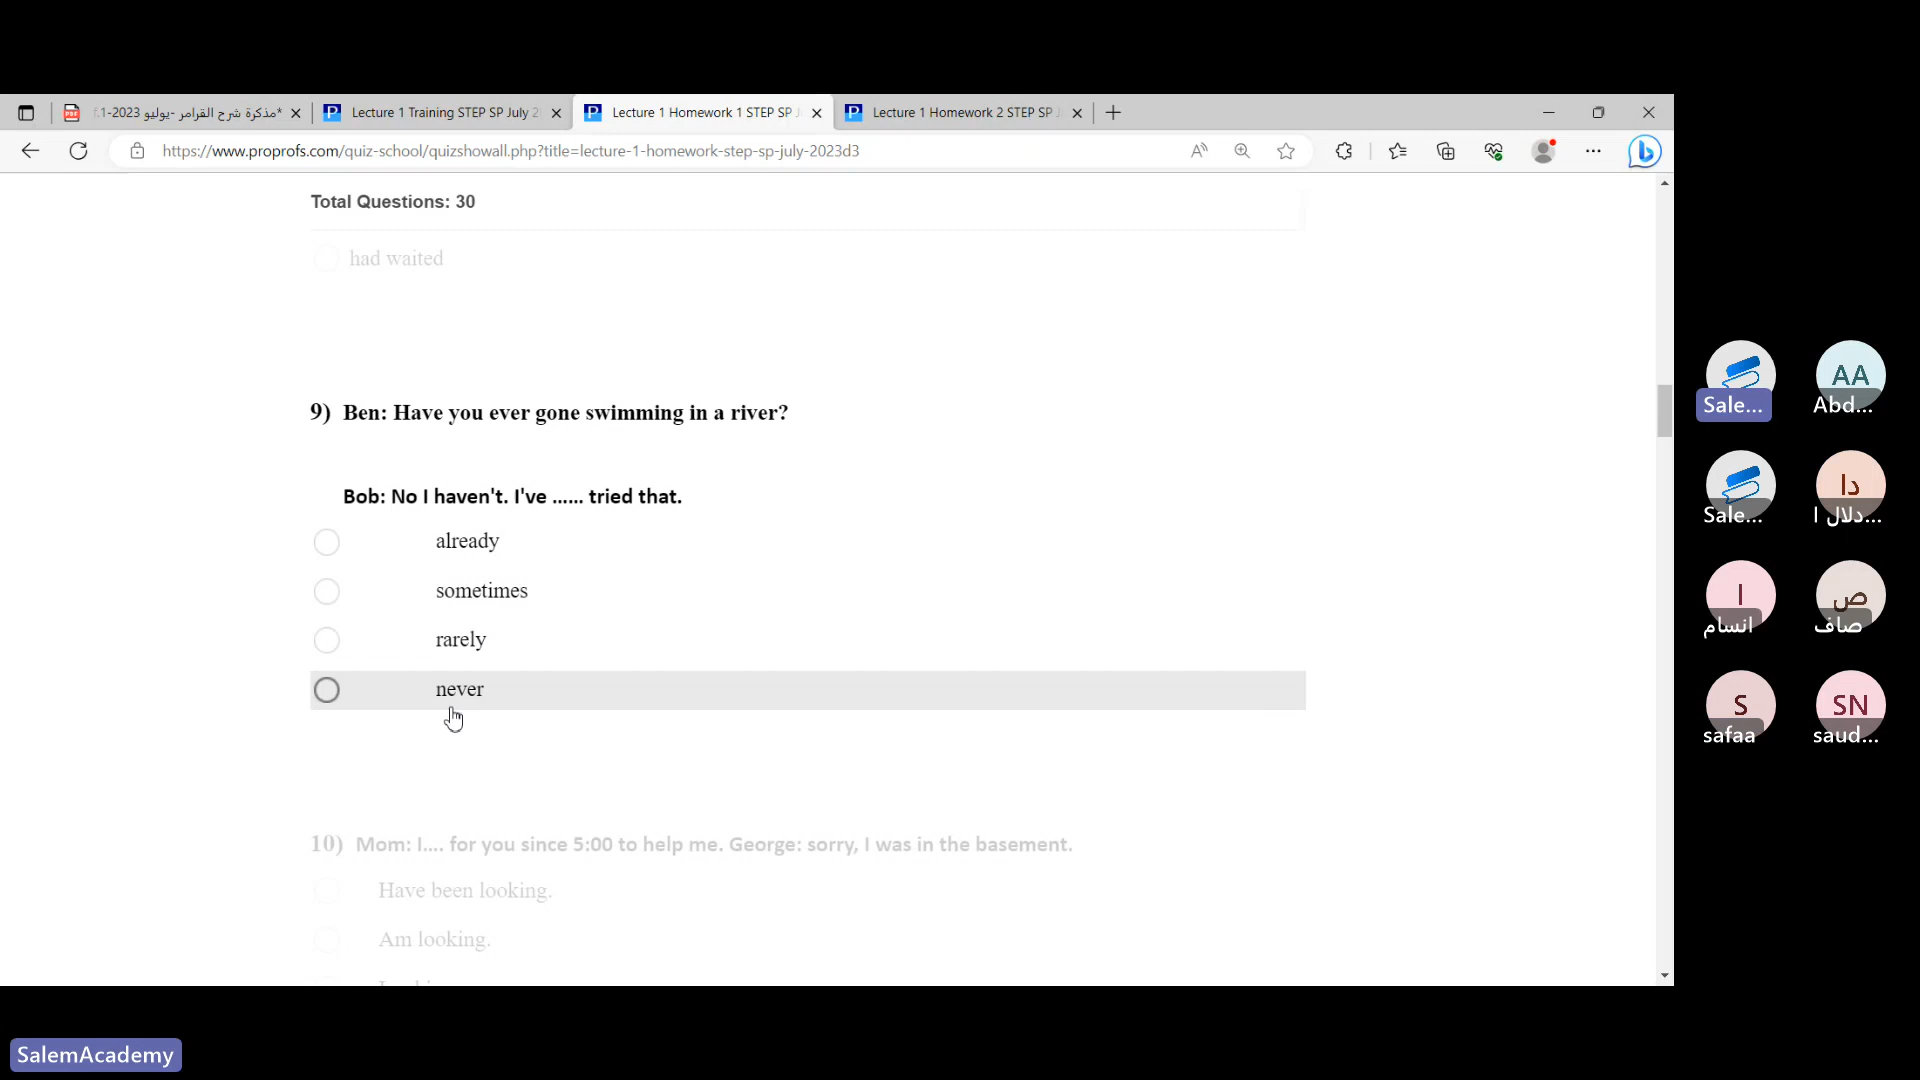 *مذكرة شرح القرامر -يوليو 2023-1.f
Lecture 1 Training STEP SP July 2
Lecture 1 Homework 1 STEP SP J
Lecture 1 Homework 2 STEP SP J
https://www.proprofs.com/quiz-school/quizshowall.php?title=lecture-1-homework-step-sp-july-2023d3
Total Questions: 30
had waited
9) Ben: Have you ever gone swimming in a river?
Bob: No I haven't. I've ...... tried that.
already
sometimes
rarely
never
10) Mom: I.... for you since 5:00 to help me. George: sorry, I was in the basement.
Have been looking.
Am looking.
Sale...
AA
Abd...
Sale...
دا
دلال ا...
ا
انسام
ص
صاف
S
safaa
SN
saud...
SalemAcademy